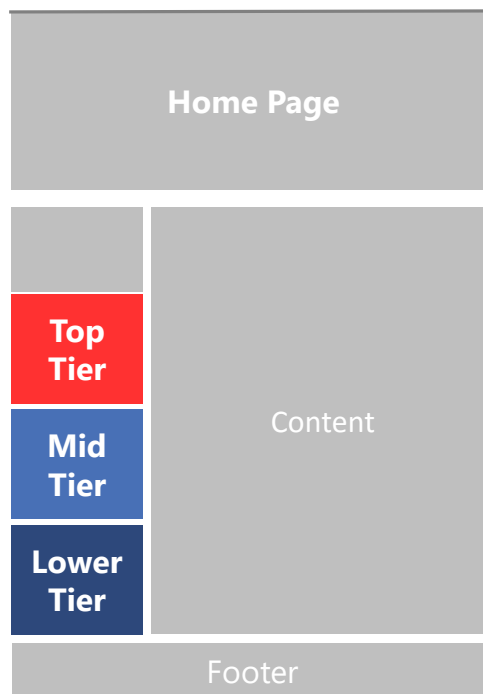 Home Page
Top
Tier
Content
Mid
Tier
Lower
Tier
Footer